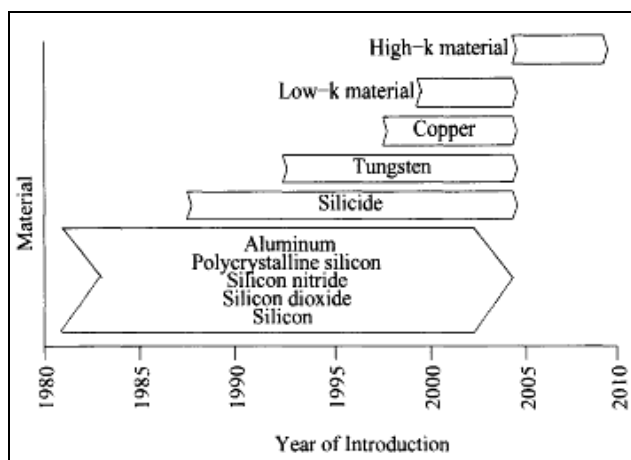 High-k material
Low-k material
Copper
Tungsten
Silicide
Aluminum
Polycrystalline silicon
Silicon nitride
Silicon dioxide
Silicon
Material
1980
1985
1990
1995
2000
2005
2010
Year of Introduction